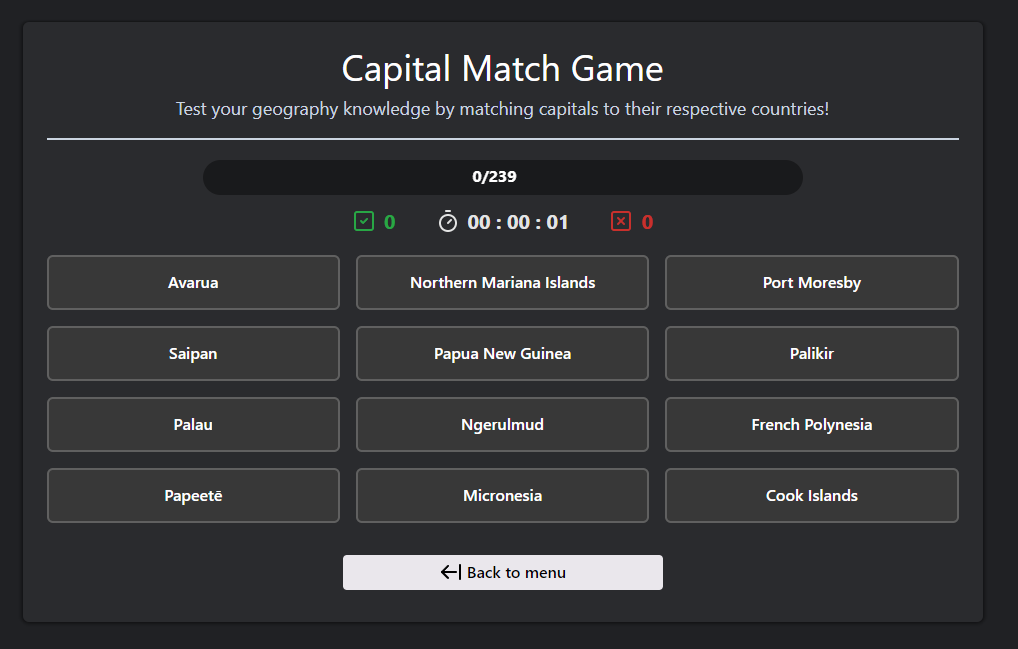 Capital Match Game
Test your geography knowledge by matching capitals to their respective countries!
0/239
0 00 : 00 : 01 0
Avarua Northern Mariana Islands Port Moresby
Saipan Papua New Guinea Palikir
Palau Ngerulmud French Polynesia
Papeetē Micronesia Cook Islands
Back to menu